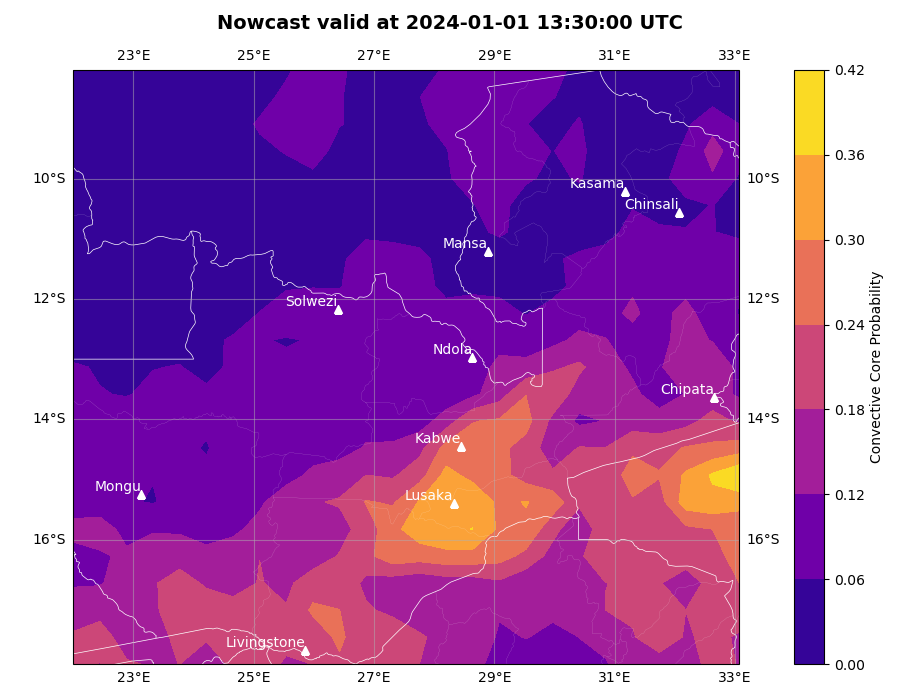 Nowcast valid at 2024-01-01 13:30:00 UTC
23°E 25°E 27°E 29°E 31°E 33°E
0.42
0.36
10°S Kasama 10°S
Chinsali
Mansa
0.30
12°S Solwezi 12°S
0.24
Ndola
Chipata
0.18
14°S 14°S
Kabwe
Mongu Lusaka
0.12
16°S 16°S
0.06
Livingstone
0.00
23°E 25°E 27°E 29°E 31°E 33°E
Convective Core Probability